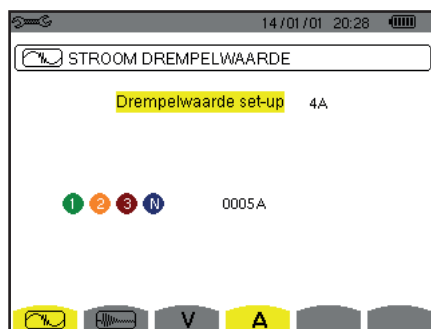 14/01/01 20:28
STROOM DREMPELWAARDE
Drempelwaarde set-up 4A
1 2 3 N 0005A
V A